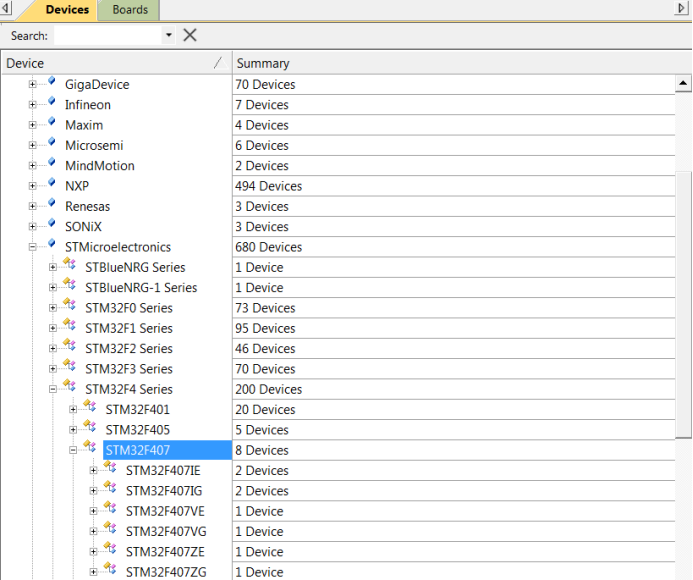 Devices Boards
Search:
Device Summary
GigaDevice 70 Devices
Infineon 7 Devices
Maxim 4 Devices
Microsemi 6 Devices
MindMotion 2 Devices
NXP 494 Devices
Renesas 3 Devices
SONiX 3 Devices
STMicroelectronics 680 Devices
STBlueNRG Series 1 Device
STBlueNRG-1 Series 1 Device
STM32F0 Series 73 Devices
STM32F1 Series 95 Devices
STM32F2 Series 46 Devices
STM32F3 Series 70 Devices
STM32F4 Series 200 Devices
STM32F401 20 Devices
STM32F405 5 Devices
STM32F407 8 Devices
STM32F407IE 2 Devices
STM32F407IG 2 Devices
STM32F407VE 1 Device
STM32F407VG 1 Device
STM32F407ZE 1 Device
STM32F407ZG 1 Device